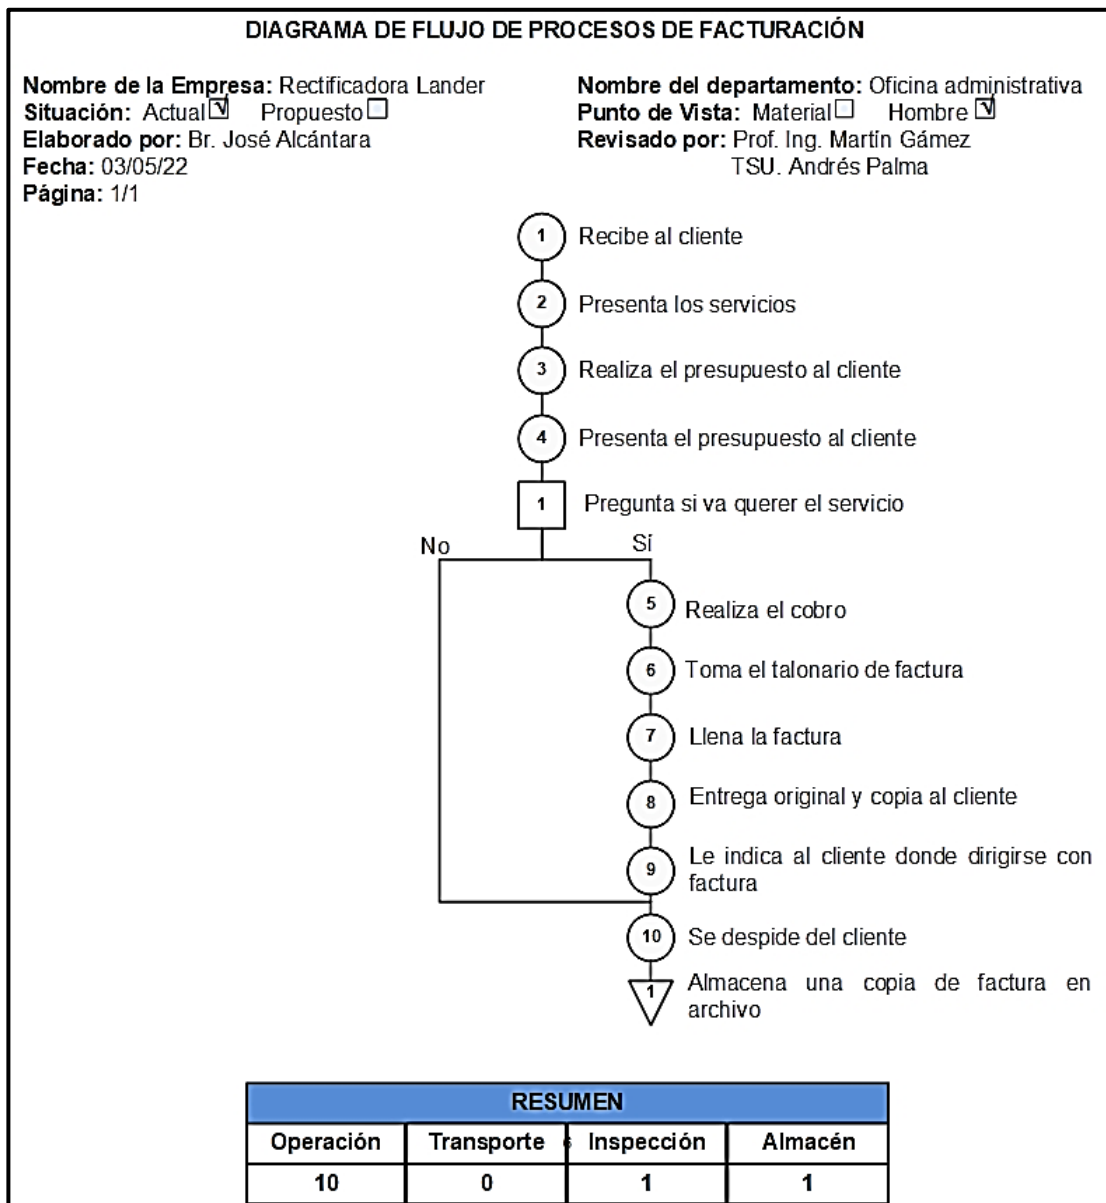 DIAGRAMA DE FLUJO DE PROCESOS DE FACTURACIÓN
Nombre de la Empresa: Rectificadora Lander
Situación: Actual Propuesto
Elaborado por: Br. José Alcántara
Fecha: 03/05/22
Página: 1/1
Nombre del departamento: Oficina administrativa
Punto de Vista: Material Hombre
Revisado por: Prof. Ing. Martín Gámez
TSU. Andrés Palma
1 Recibe al cliente
2 Presenta los servicios
3 Realiza el presupuesto al cliente
4 Presenta el presupuesto al cliente
1 Pregunta si va querer el servicio
No
Sí
5 Realiza el cobro
6 Toma el talonario de factura
7 Llena la factura
8 Entrega original y copia al cliente
9 Le indica al cliente donde dirigirse con
factura
10 Se despide del cliente
1 Almacena una copia de factura en
archivo
RESUMEN
Operación Transporte Inspección Almacén
10 0 1 1